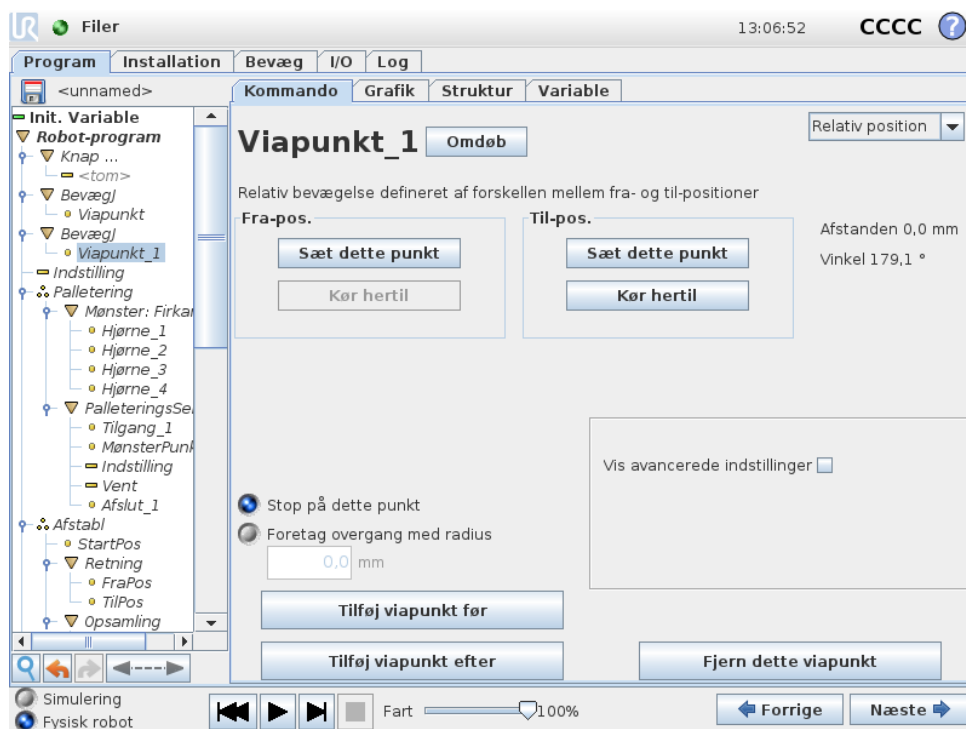 UR Filer 13:06:52 CCCC ?
Program Installation Bevæg I/O Log
<unnamed>
Kommando Grafik Struktur Variable
Init. Variable
Robot-program
Knap ...
<tom>
BevægJ
Viapunkt
BevægJ
Viapunkt_1
Indstilling
Palletering
Mønster: Firkan
Hjørne_1
Hjørne_2
Hjørne_3
Hjørne_4
PalleteringsSe
Tilgang_1
MønsterPunk
Indstilling
Vent
Afslut_1
Afstabl
StartPos
Retning
FraPos
TilPos
Opsamling
Viapunkt_1 Omdøb
Relativ position
Relativ bevægelse defineret af forskellen mellem fra- og til-positioner
Fra-pos.
Sæt dette punkt
Kør hertil
Til-pos.
Sæt dette punkt
Kør hertil
Afstanden 0,0 mm
Vinkel 179,1 °
Vis avancerede indstillinger
Stop på dette punkt
Foretag overgang med radius
0,0 mm
Tilføj viapunkt før
Tilføj viapunkt efter
Fjern dette viapunkt
Simulering
Fysisk robot
Fart 100%
Forrige
Næste